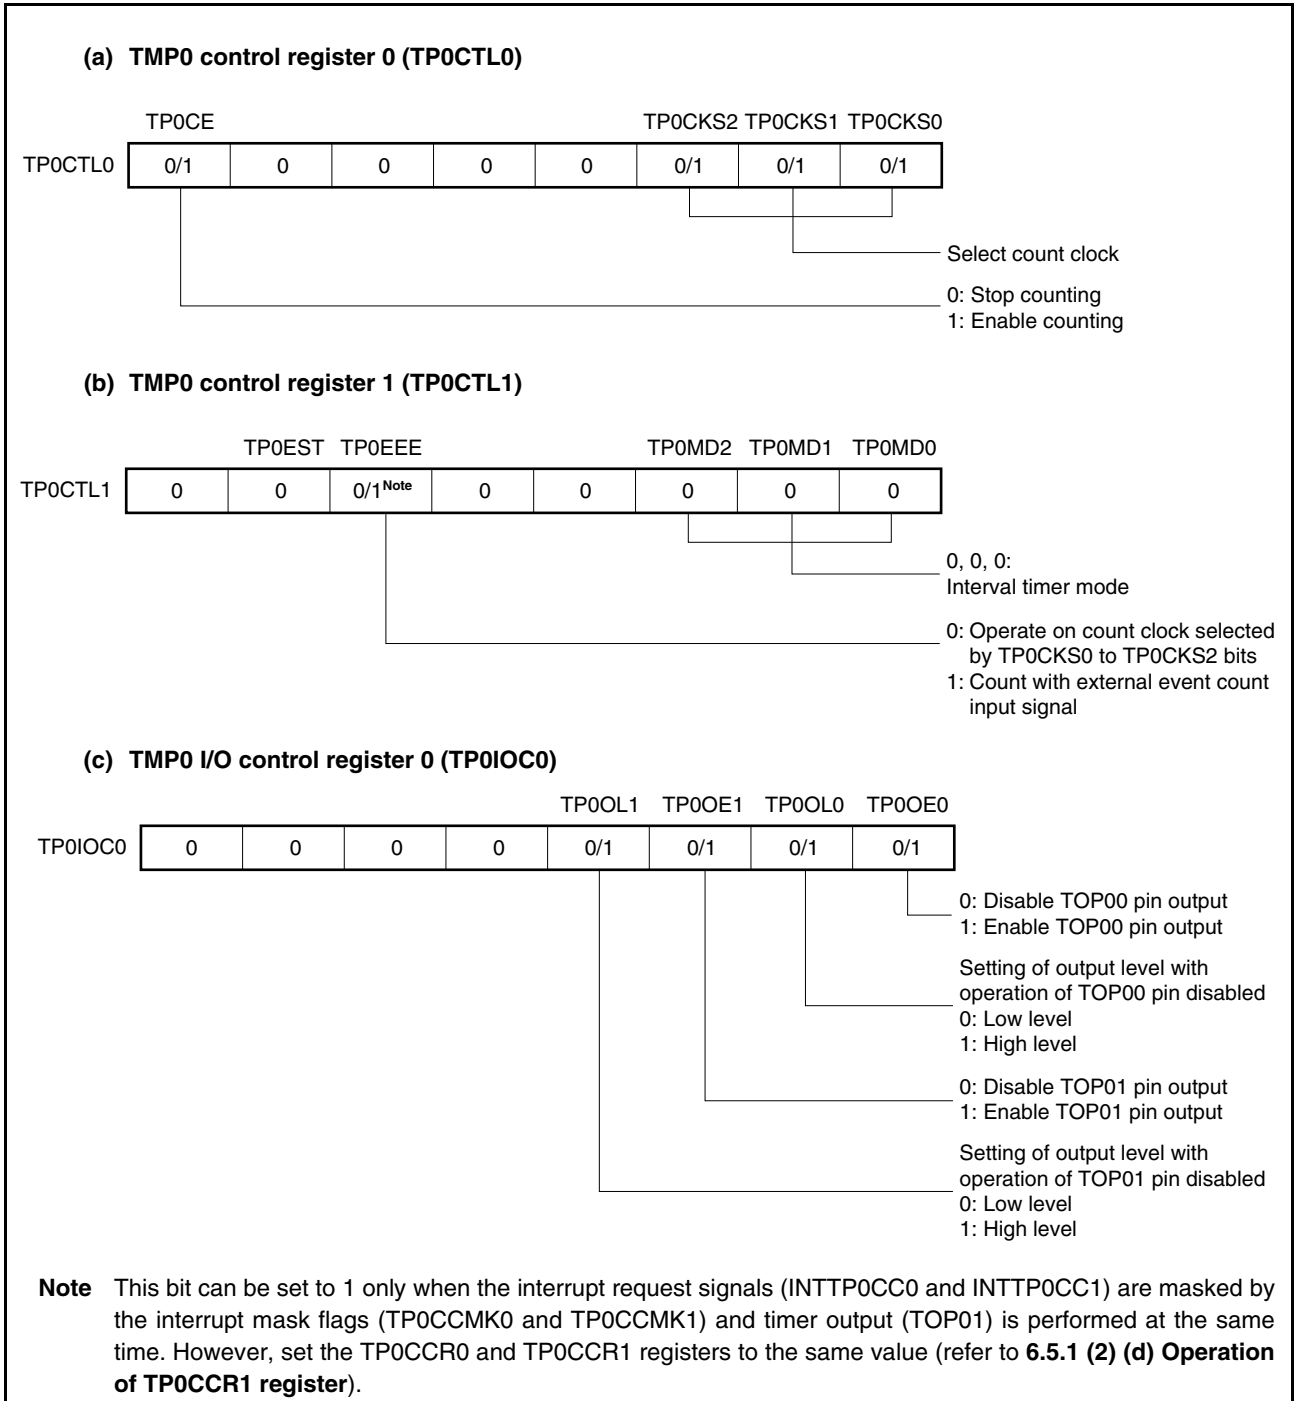 (a) TMP0 control register 0 (TP0CTL0)
TP0CE TP0CKS2 TP0CKS1 TP0CKS0
TP0CTL0 0/1 0 0 0 0 0/1 0/1 0/1
Select count clock
0: Stop counting
1: Enable counting
(b) TMP0 control register 1 (TP0CTL1)
TP0EST TP0EEE TP0MD2 TP0MD1 TP0MD0
TP0CTL1 0 0 0/1Note 0 0 0 0 0
0, 0, 0:
Interval timer mode
0: Operate on count clock selected
by TP0CKS0 to TP0CKS2 bits
1: Count with external event count
input signal
(c) TMP0 I/O control register 0 (TP0IOC0)
TP0OL1 TP0OE1 TP0OL0 TP0OE0
TP0IOC0 0 0 0 0 0/1 0/1 0/1 0/1
0: Disable TOP00 pin output
1: Enable TOP00 pin output
Setting of output level with
operation of TOP00 pin disabled
0: Low level
1: High level
0: Disable TOP01 pin output
1: Enable TOP01 pin output
Setting of output level with
operation of TOP01 pin disabled
0: Low level
1: High level
Note This bit can be set to 1 only when the interrupt request signals (INTTP0CC0 and INTTP0CC1) are masked by
the interrupt mask flags (TP0CCMK0 and TP0CCMK1) and timer output (TOP01) is performed at the same
time. However, set the TP0CCR0 and TP0CCR1 registers to the same value (refer to 6.5.1 (2) (d) Operation
of TP0CCR1 register).